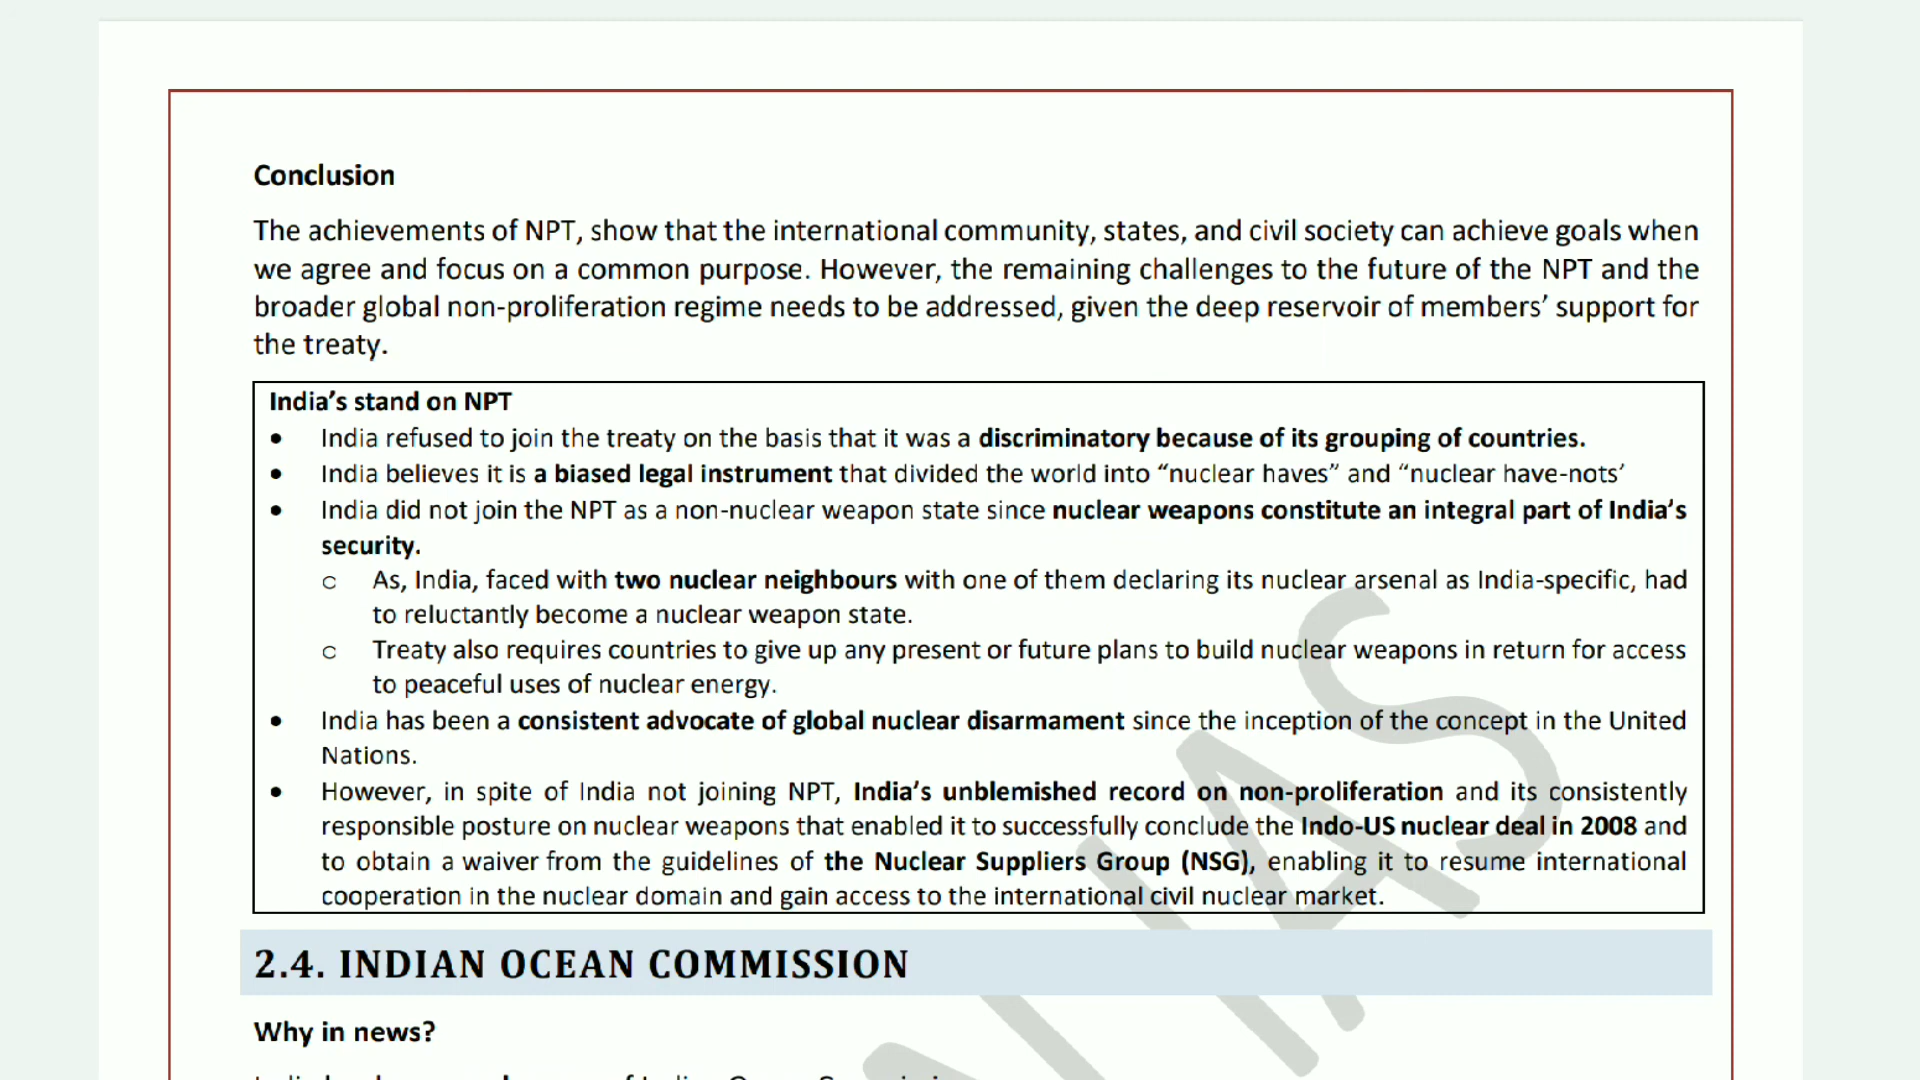 Conclusion
The achievements of NPT, show that the international community, states, and civil society can achieve goals when
we agree and focus on a common purpose. However, the remaining challenges to the future of the NPT and the
broader global non-proliferation regime needs to be addressed, given the deep reservoir of members’ support for
the treaty.
India’s stand on NPT
• India refused to join the treaty on the basis that it was a discriminatory because of its grouping of countries.
• India believes it is a biased legal instrument that divided the world into “nuclear haves” and “nuclear have-nots’
• India did not join the NPT as a non-nuclear weapon state since nuclear weapons constitute an integral part of India’s
security.
○ As, India, faced with two nuclear neighbours with one of them declaring its nuclear arsenal as India-specific, had
to reluctantly become a nuclear weapon state.
○ Treaty also requires countries to give up any present or future plans to build nuclear weapons in return for access
to peaceful uses of nuclear energy.
• India has been a consistent advocate of global nuclear disarmament since the inception of the concept in the United
Nations.
• However, in spite of India not joining NPT, India’s unblemished record on non-proliferation and its consistently
responsible posture on nuclear weapons that enabled it to successfully conclude the Indo-US nuclear deal in 2008 and
to obtain a waiver from the guidelines of the Nuclear Suppliers Group (NSG), enabling it to resume international
cooperation in the nuclear domain and gain access to the international civil nuclear market.
2.4. INDIAN OCEAN COMMISSION
Why in news?
IAS